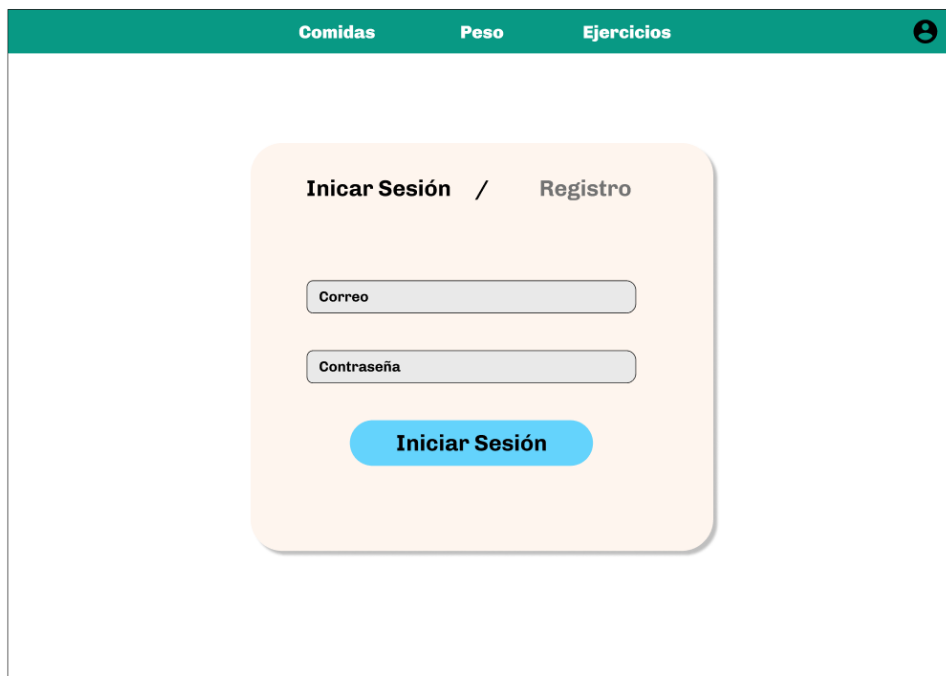 Comidas Peso Ejercicios
Inicar Sesión / Registro
Correo
Contraseña
Iniciar Sesión